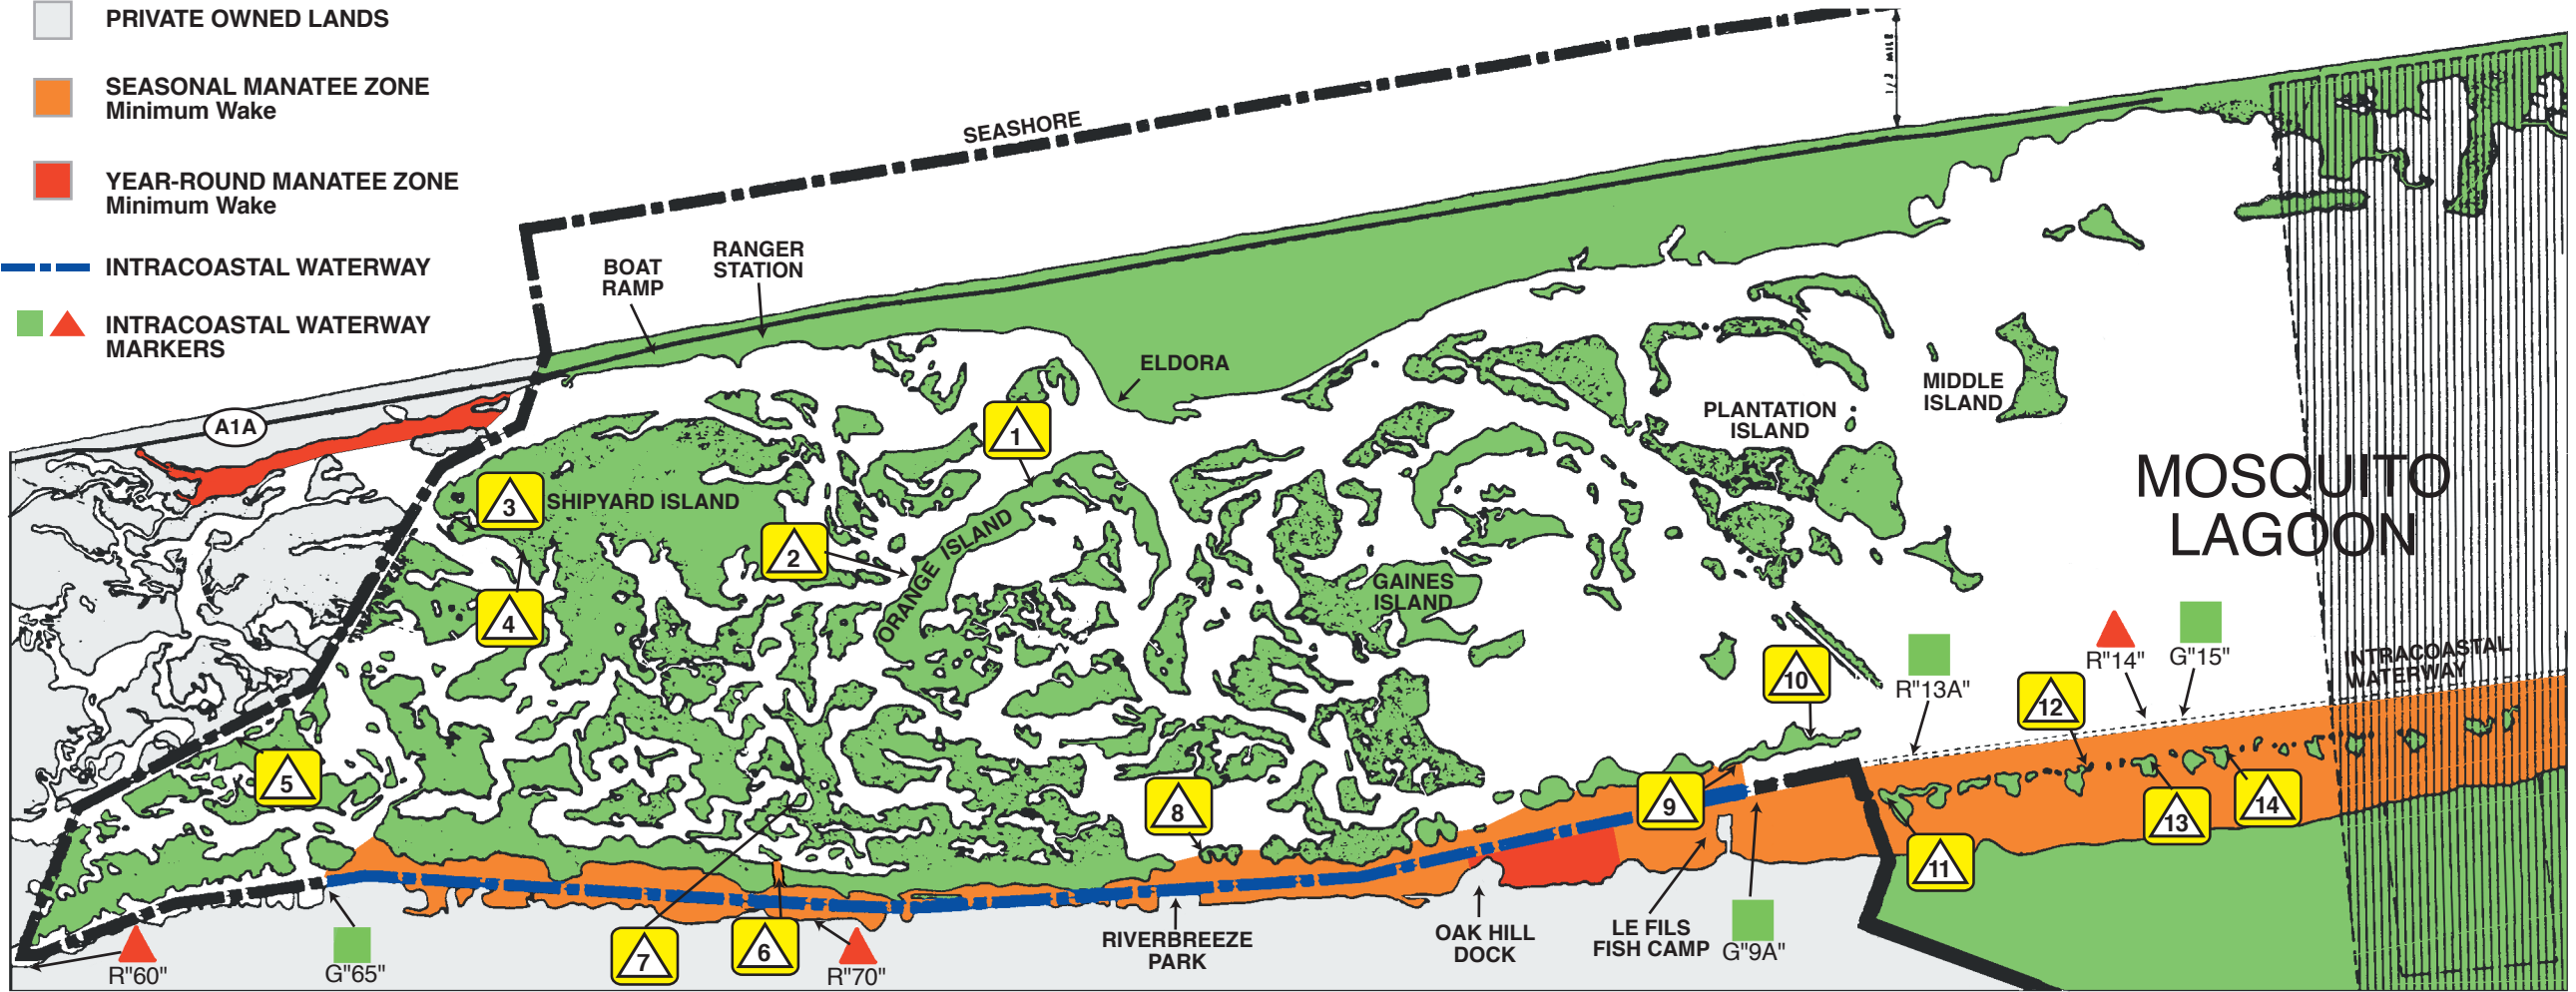 PRIVATE OWNED LANDS
SEASONAL MANATEE ZONE
Minimum Wake
YEAR-ROUND MANATEE ZONE
Minimum Wake
INTRACOASTAL WATERWAY
INTRACOASTAL WATERWAY
MARKERS
SEASHORE
1/2 MILE
BOAT
RAMP
RANGER
STATION
ELDORA
A1A
1
MIDDLE
ISLAND
PLANTATION
ISLAND
MOSQUITO
LAGOON
3
SHIPYARD ISLAND
2
ORANGE ISLAND
4
GAINES
ISLAND
10
R"13A"
R"14"
G"15"
INTRACOASTAL
WATERWAY
12
5
8
9
13
14
11
7
6
R"60"
G"65"
R"70"
RIVERBREEZE
PARK
OAK HILL
DOCK
LE FILS
FISH CAMP
G"9A"